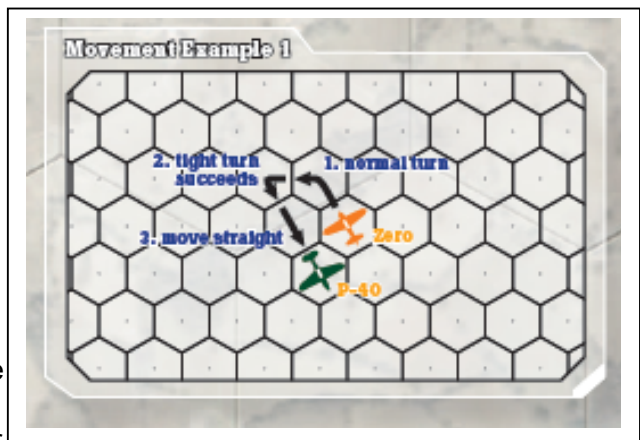 Movement Example 1
2. tight turn
succeeds
1. normal turn
3. move straight
Zero
P-40
e